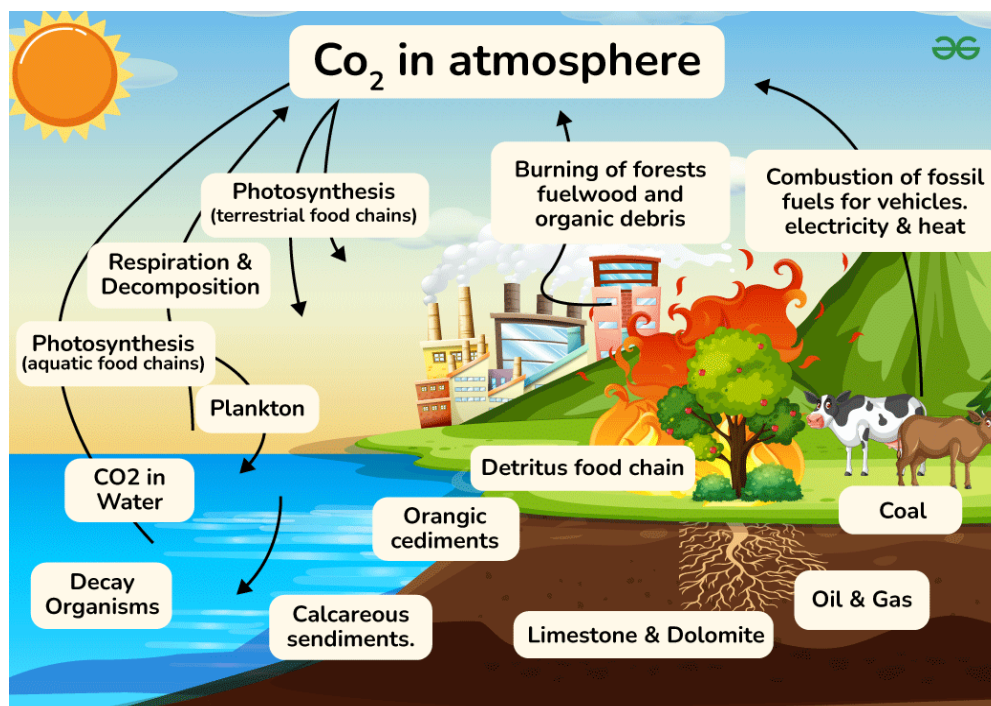 Co₂ in atmosphere
Photosynthesis
(terrestrial food chains)
Burning of forests
fuelwood and
organic debris
Combustion of fossil
fuels for vehicles.
electricity & heat
Respiration &
Decomposition
Photosynthesis
(aquatic food chains)
Plankton
CO2 in
Water
Detritus food chain
Orangic
cediments
Coal
Decay
Organisms
Calcareous
sendiments.
Oil & Gas
Limestone & Dolomite